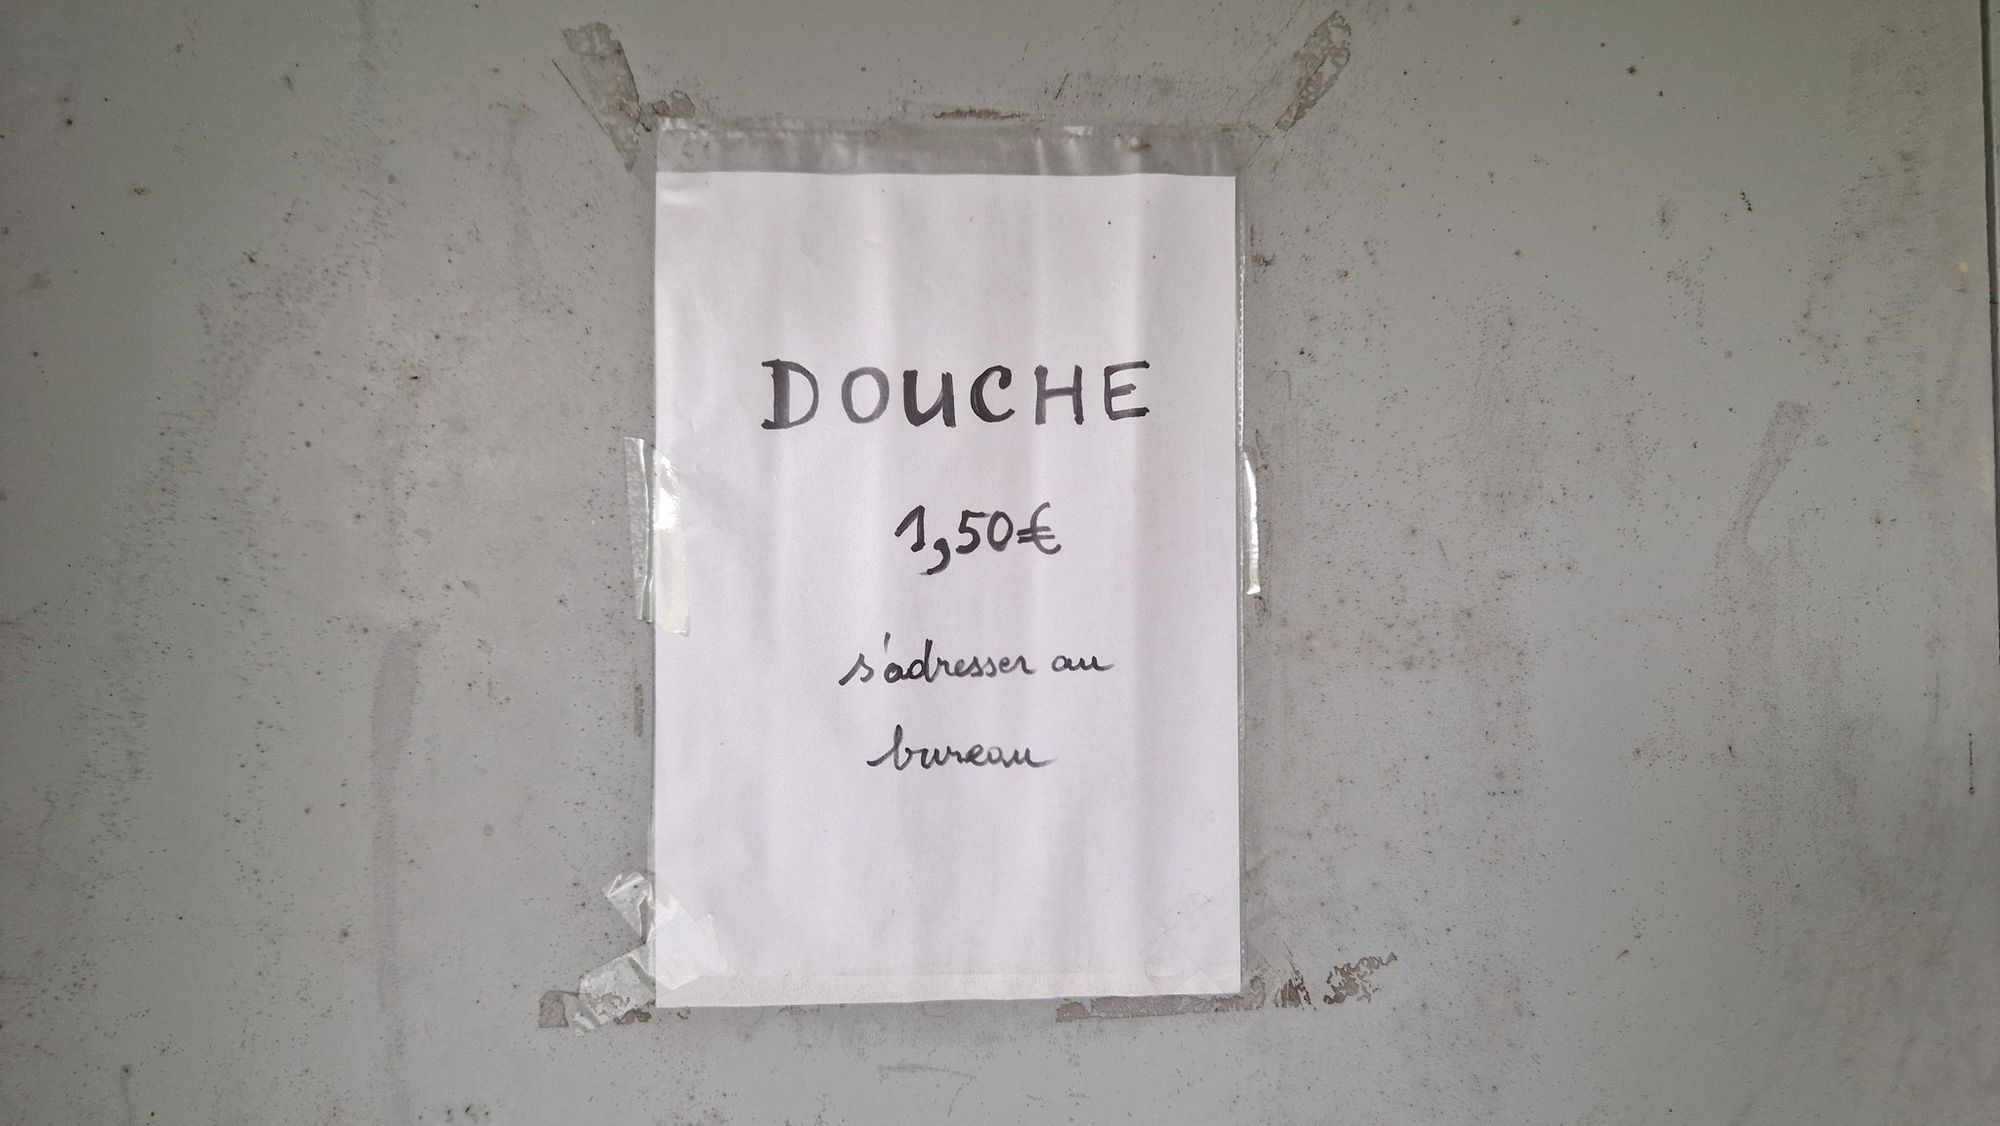 DOUCHE
1,50€
s'adresser au
bureau